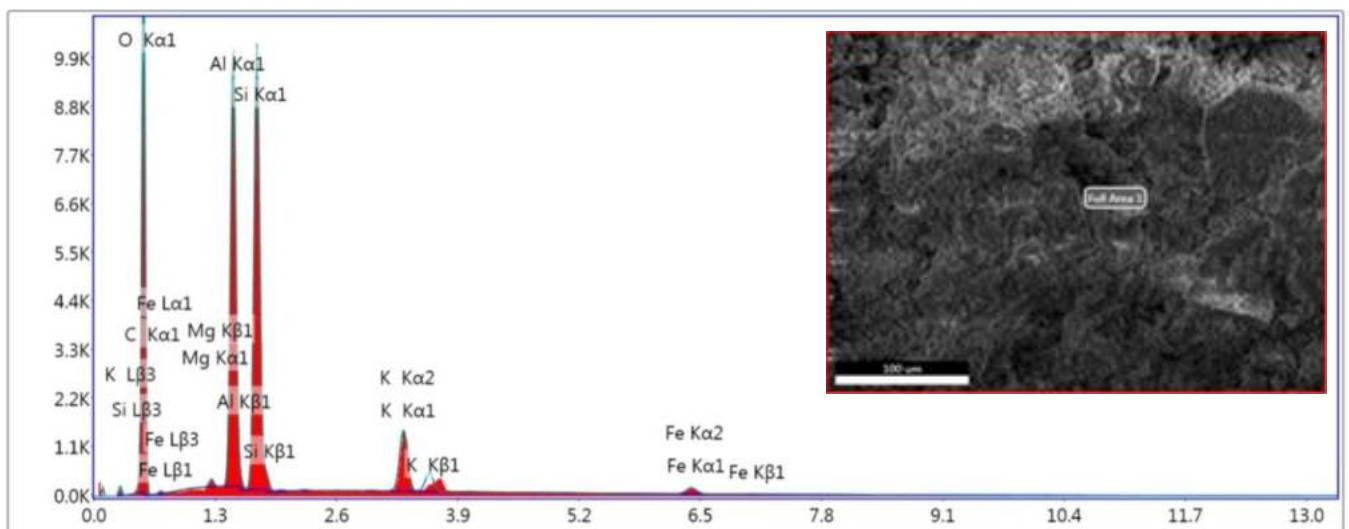 O Kα1
9.9K
Al Kα1
8.8K
Si Kα1
7.7K
6.6K
5.5K
4.4K
Fe Lα1
C Kα1
Mg Kβ1
3.3K
Mg Kα1
K Lβ3
K Kα2
2.2K
Si Lβ3
Al Kβ1
K Kα1
Fe Kα2
1.1K
Fe Lβ3
Si Kβ1
K Kβ1
Fe Kα1
Fe Kβ1
Fe Lβ1
0.0K
0.0 1.3 2.6 3.9 5.2 6.5 7.8 9.1 10.4 11.7 13.0
Full Area 1
100 um